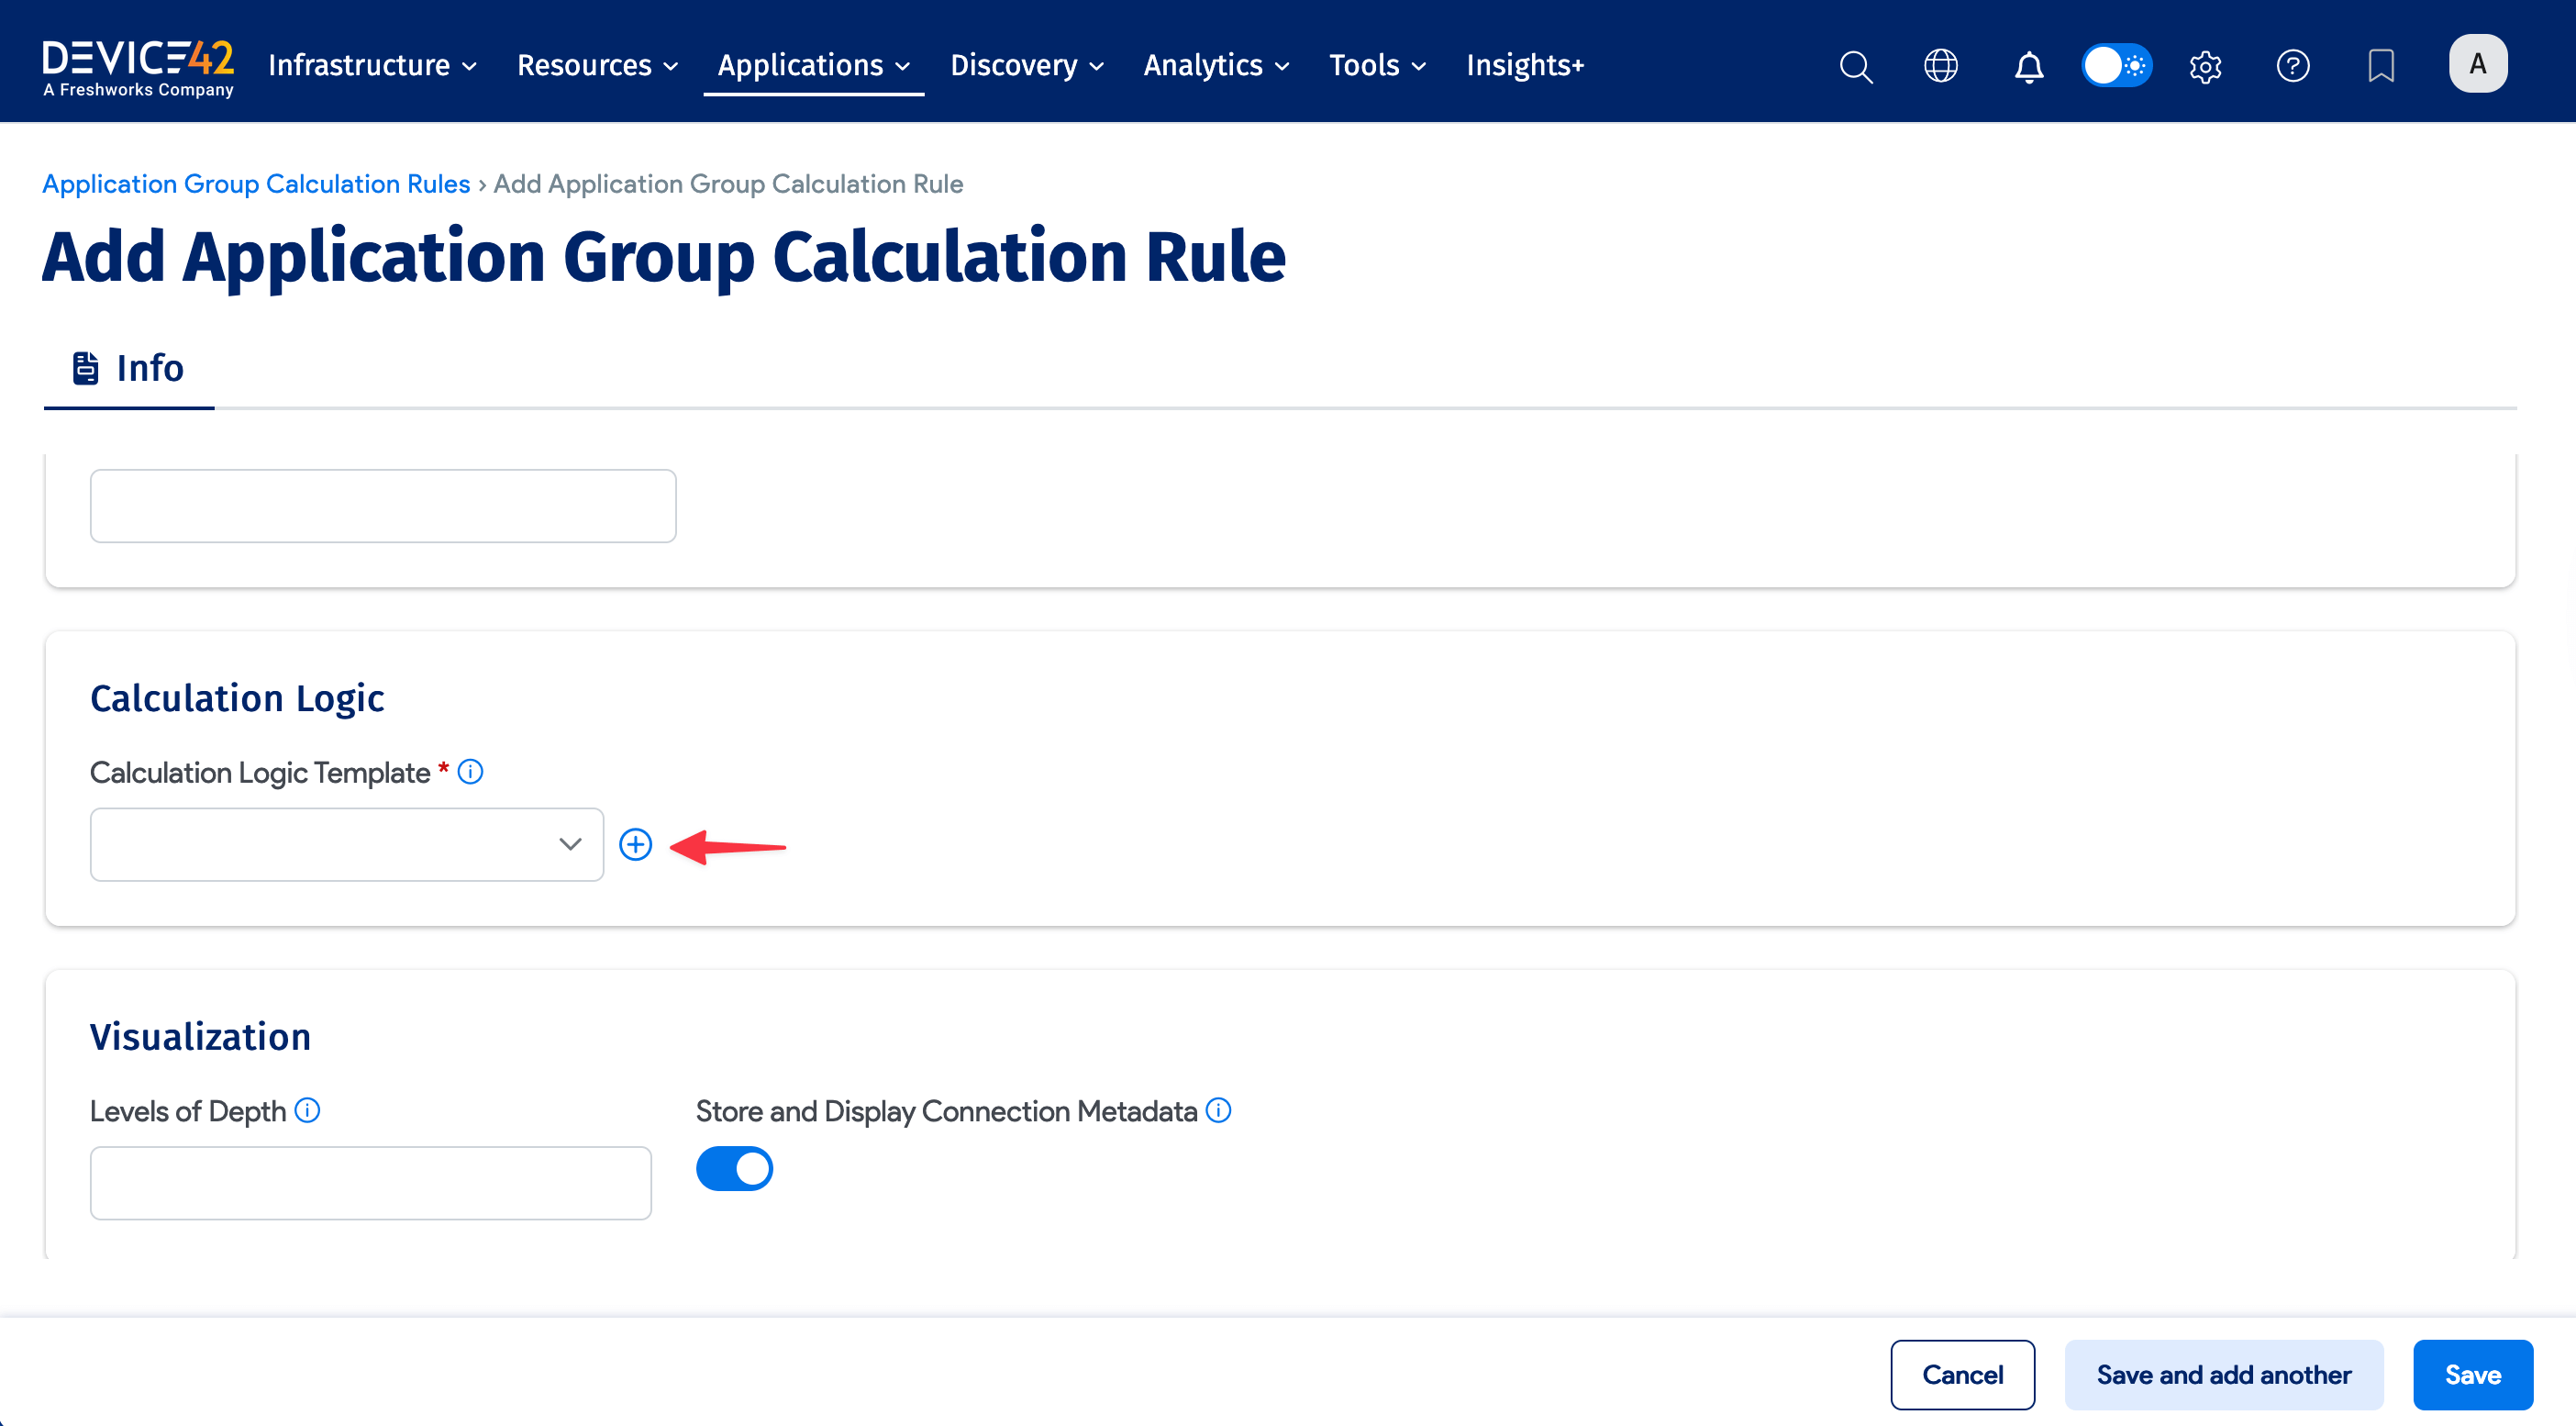 DEVICE42
A Freshworks Company
Infrastructure Resources Applications Discovery Analytics Tools Insights+
A
Application Group Calculation Rules › Add Application Group Calculation Rule
Add Application Group Calculation Rule
Info
Calculation Logic
Calculation Logic Template *
Visualization
Levels of Depth Store and Display Connection Metadata
Cancel Save and add another Save